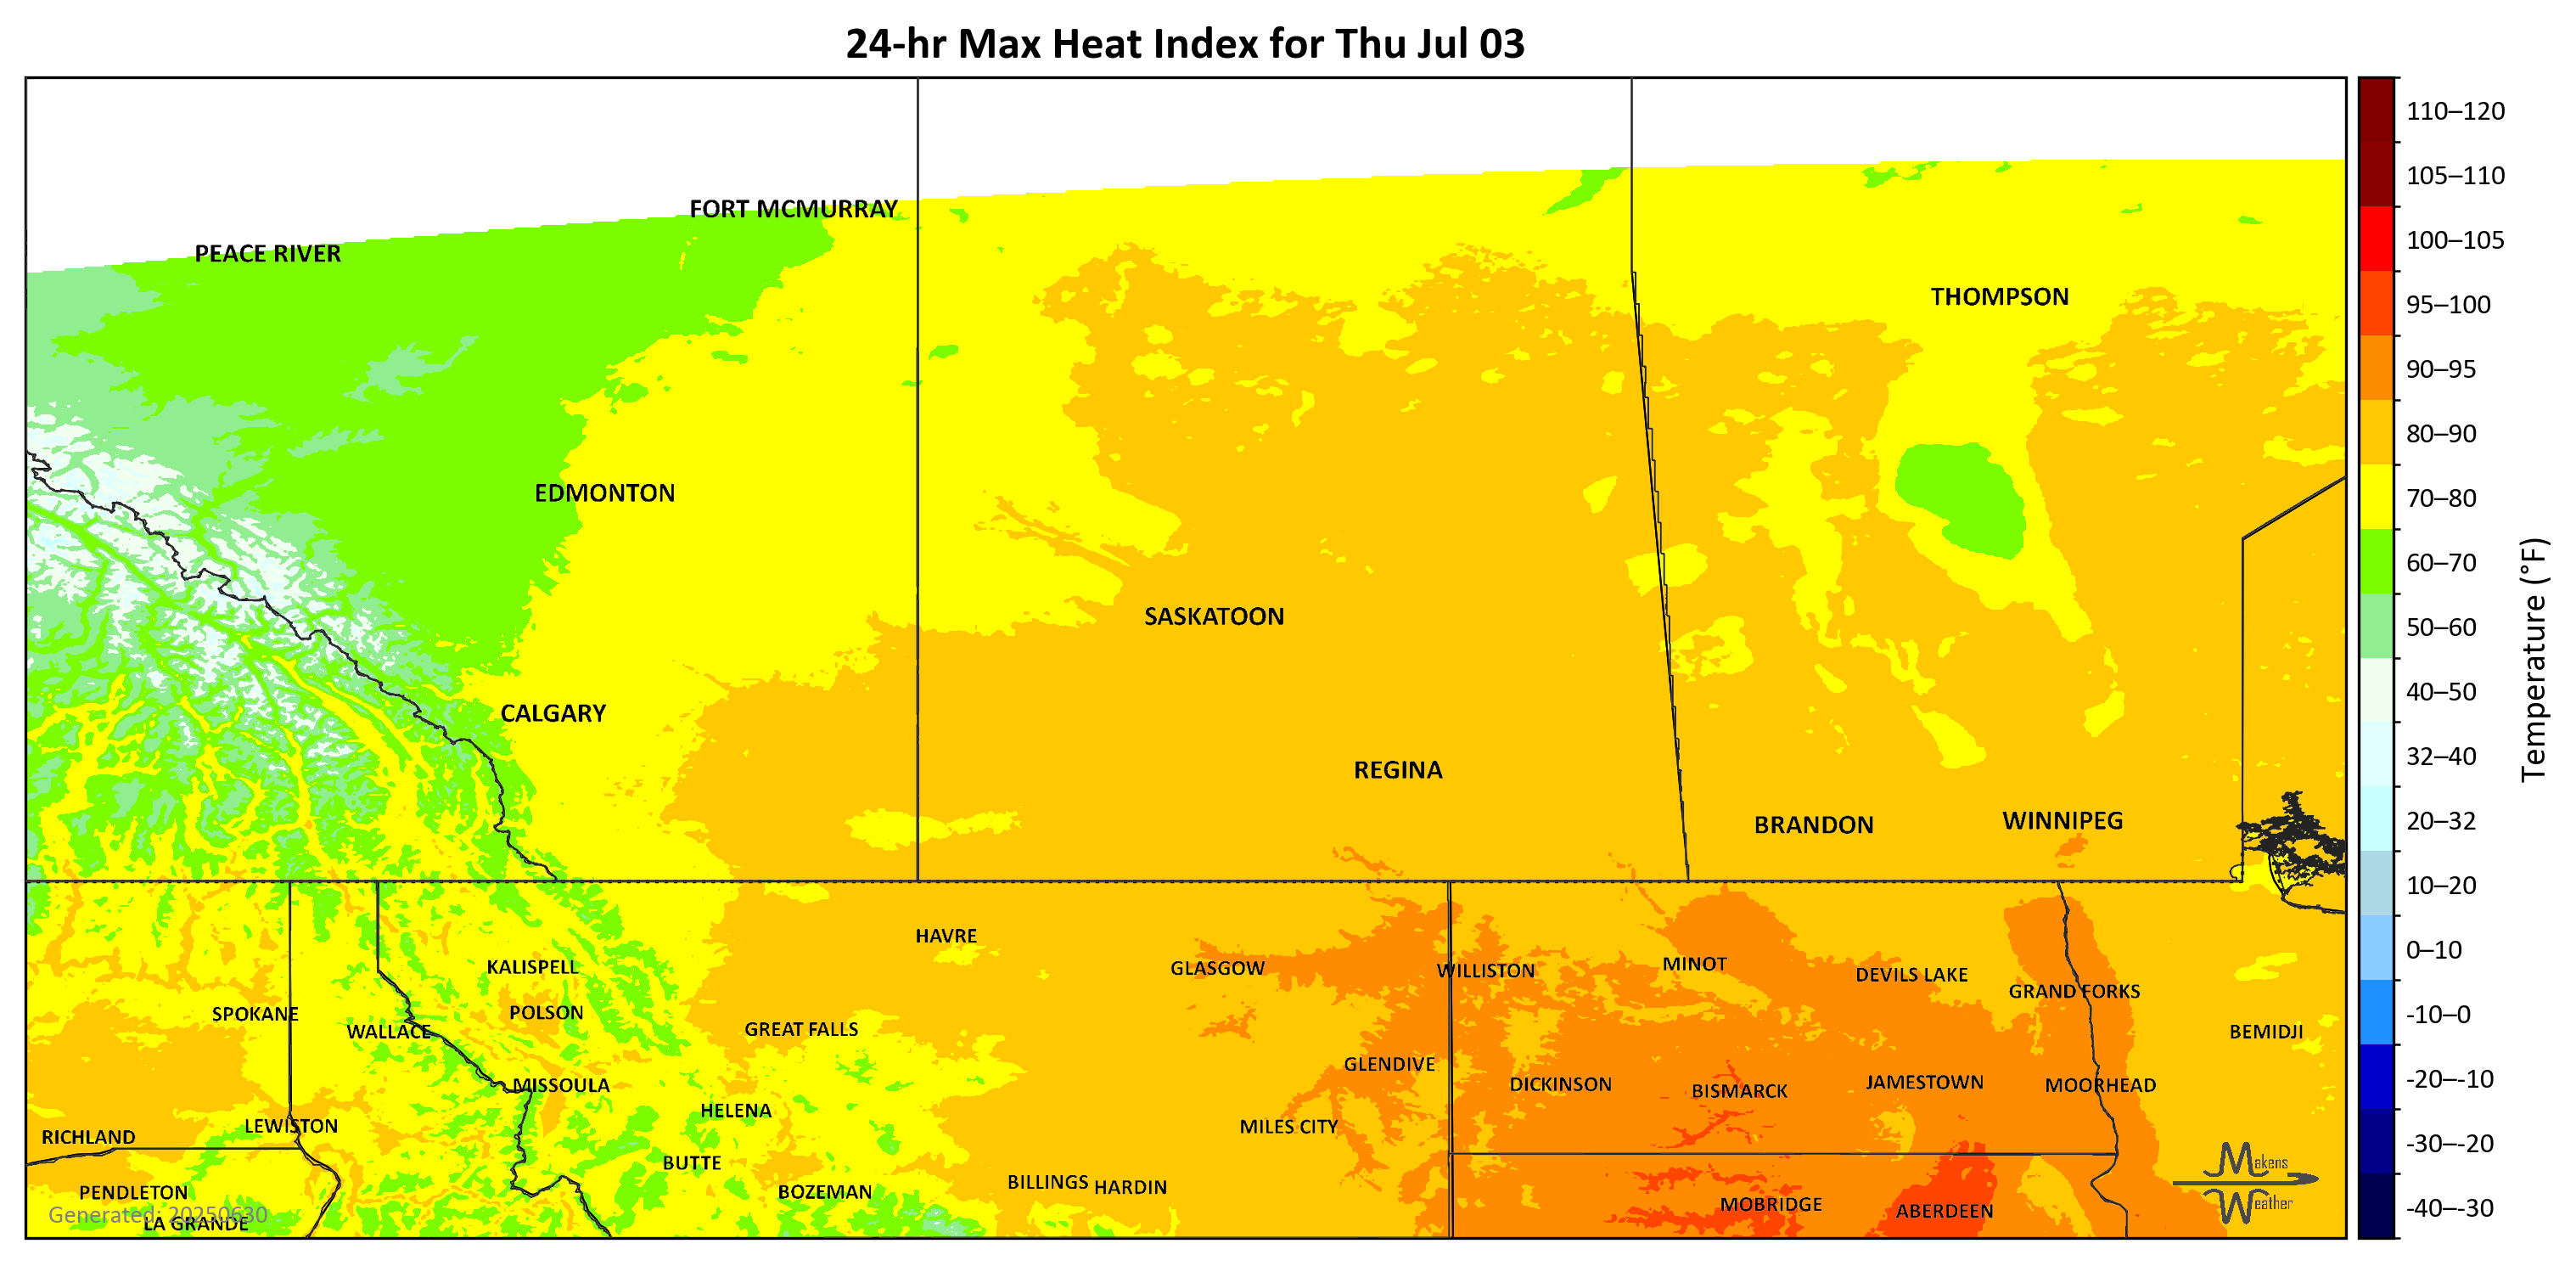 24-hr Max Heat Index for Thu Jul 03
FORT MCMURRAY
PEACE RIVER
THOMPSON
EDMONTON
SASKATOON
CALGARY
REGINA
BRANDON
WINNIPEG
HAVRE
KALISPELL
GLASGOW
WILLISTON
MINOT
DEVILS LAKE
GRAND FORKS
SPOKANE
POLSON
WALLACE
GREAT FALLS
BEMIDJI
GLENDIVE
MISSOULA
DICKINSON
BISMARCK
JAMESTOWN
MOORHEAD
HELENA
LEWISTON
MILES CITY
RICHLAND
BUTTE
BILLINGS
HARDIN
PENDLETON
BOZEMAN
MOBRIDGE
ABERDEEN
Generated: 20250630
LA GRANDE
Makens
Weather
110–120
105–110
100–105
95–100
90–95
80–90
70–80
60–70
50–60
40–50
32–40
20–32
10–20
0–10
-10–0
-20–-10
-30–-20
-40–-30
Temperature (°F)